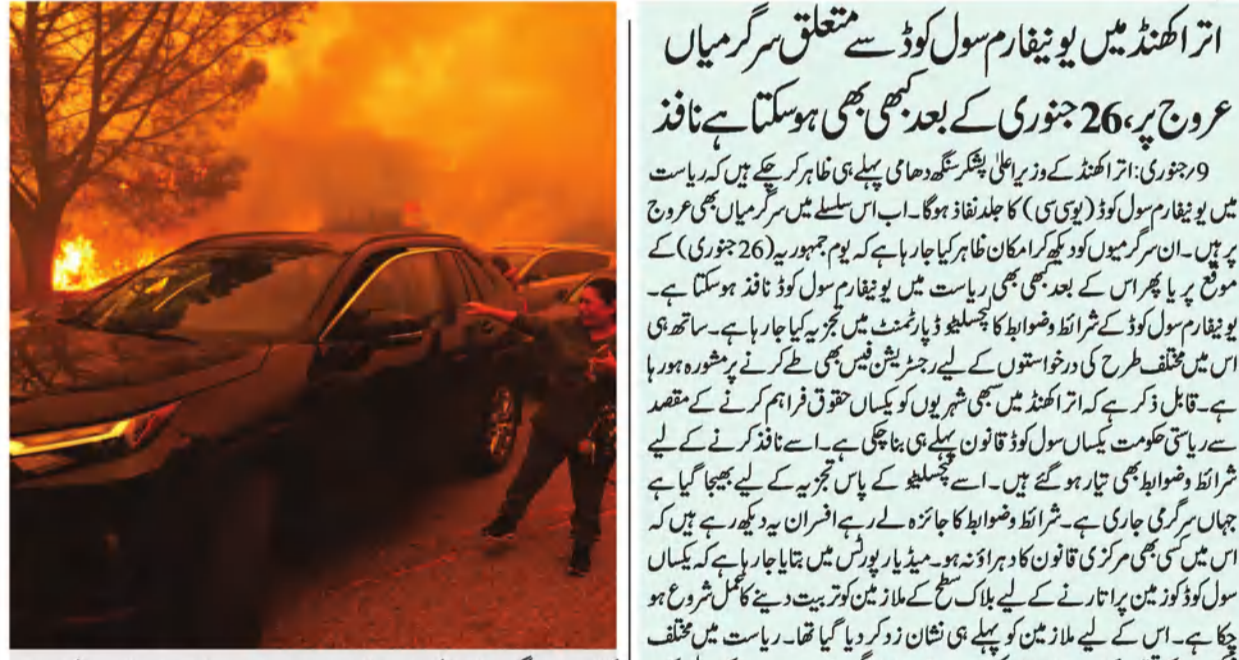 اتراکھنڈ میں یونیفارم سول کوڈ سے متعلق سرگرمیاں
عروج پر، 26 جنوری کے بعد کبھی بھی ہوسکتا ہے نافذ
9؍جنوری: اتراکھنڈ کے وزیراعلیٰ پشکر سنگھ دھامی پہلے ہی ظاہر کر چکے ہیں کہ ریاست
میں یونیفارم سول کوڈ (یو سی سی) کا جلد نفاذ ہوگا۔ اب اس سلسلے میں سرگرمیاں بھی عروج
پر ہیں۔ ان سرگرمیوں کو دیکھ کر امکان ظاہر کیا جارہا ہے کہ یوم جمہوریہ (26 جنوری) کے
موقع پر یا پھر اس کے بعد بھی بھی ریاست میں یونیفارم سول کوڈ نافذ ہوسکتا ہے۔
یونیفارم سول کوڈ کے شرائط وضوابط کا لیجسلیٹو ڈپارٹمنٹ میں تجزیہ کیا جارہا ہے۔ ساتھ ہی
اس میں مختلف طرح کی درخواستوں کے لیے رجسٹریشن فیس بھی طے کرنے پر مشورہ ہورہا
ہے۔ قابل ذکر ہے کہ اتراکھنڈ میں سبھی شہریوں کو یکساں حقوق فراہم کرنے کے مقصد
سے ریاستی حکومت یکساں سول کوڈ قانون پہلے ہی بنا چکی ہے۔ اسے نافذ کرنے کے لیے
شرائط وضوابط بھی تیار ہوگئے ہیں۔ اسے لیجسلیٹو کے پاس تجزیہ کے لیے بھیجا گیا ہے
جہاں سرگرمی جاری ہے۔ شرائط وضوابط کا جائزہ لے رہے افسران یہ دیکھ رہے ہیں کہ
اس میں کسی بھی مرکزی قانون کا دہراؤ نہ ہو۔ میڈیا رپورٹس میں بتایا جارہا ہے کہ یکساں
سول کوڈ کو زمین پر اتارنے کے لیے بلاک سطح کے ملازمین کو تربیت دینے کا عمل شروع ہو
چکا ہے۔ اس کے لیے ملازمین کو پہلے ہی نشان زد کر دیا گیا تھا۔ ریاست میں مختلف